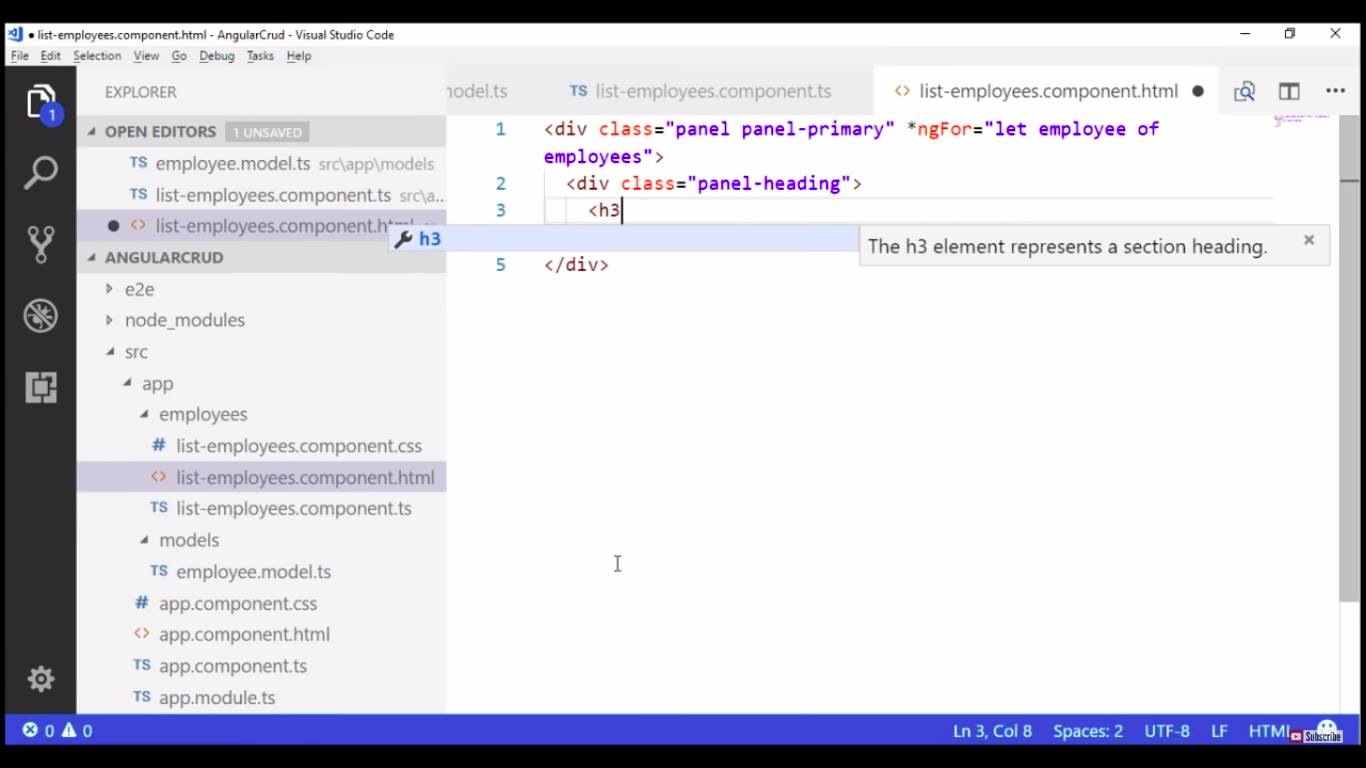 list-employees.component.html - AngularCrud - Visual Studio Code
File Edit Selection View Go Debug Tasks Help
EXPLORER
OPEN EDITORS 1 UNSAVED
TS employee.model.ts src\app\models
TS list-employees.component.ts src\a...
<> list-employees.component.html
ANGULARCRUD
e2e
node_modules
src
app
employees
# list-employees.component.css
<> list-employees.component.html
TS list-employees.component.ts
models
TS employee.model.ts
# app.component.css
<> app.component.html
TS app.component.ts
TS app.module.ts
1
nodel.ts TS list-employees.component.ts <> list-employees.component.html
1 <div class="panel panel-primary" *ngFor="let employee of
employees">
2 <div class="panel-heading">
3 <h3
h3
The h3 element represents a section heading.
5 </div>
0 0
Ln 3, Col 8 Spaces: 2 UTF-8 LF HTML
Subscribe